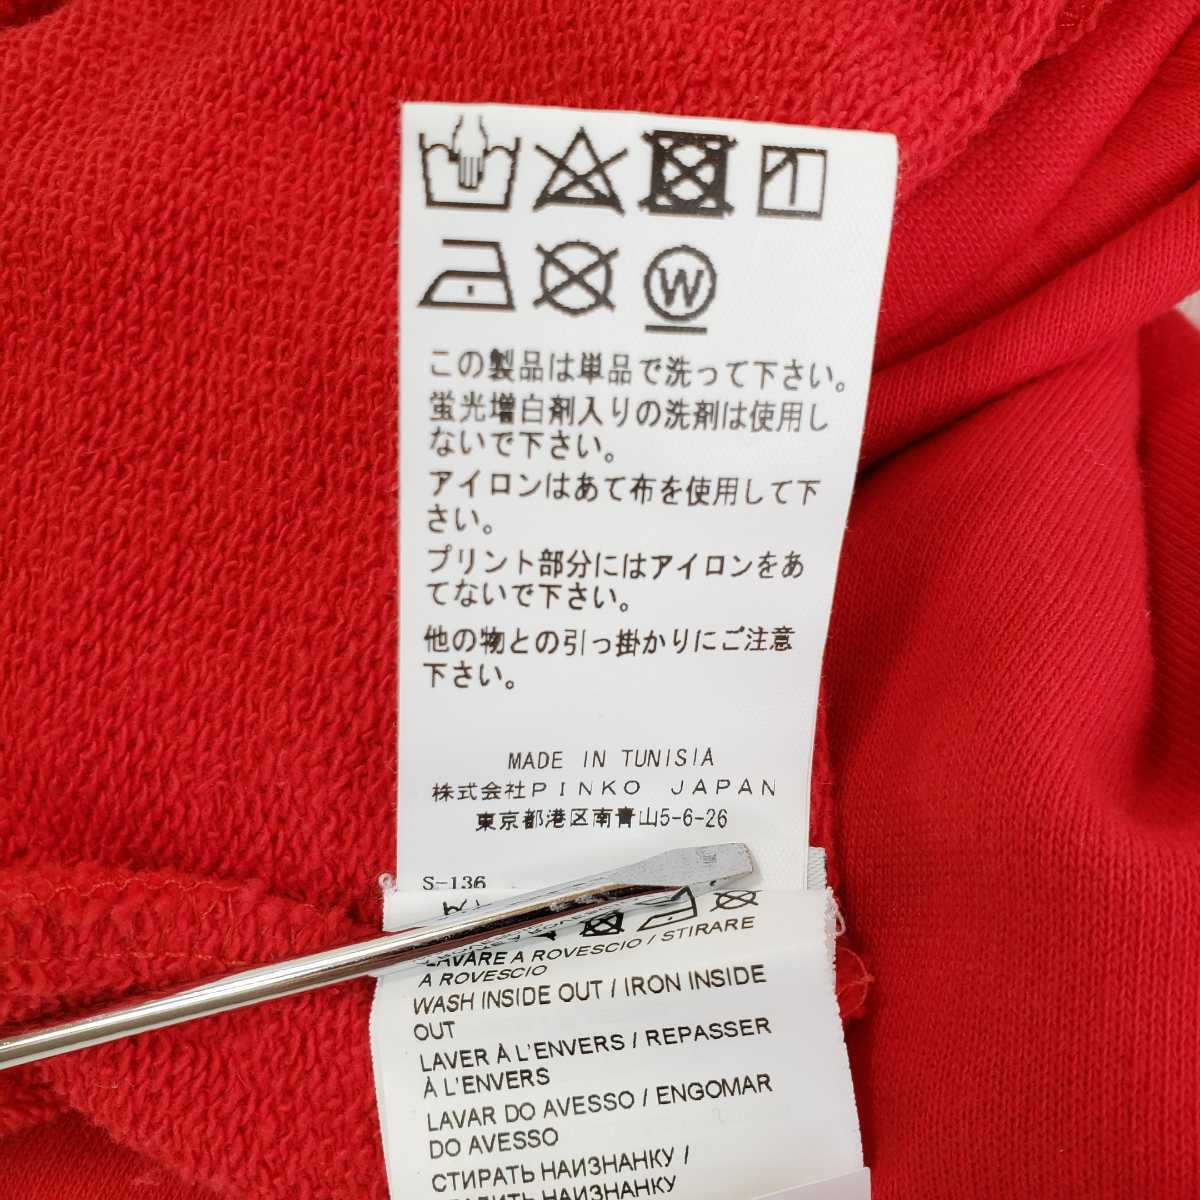 W
この製品は単品で洗って下さい。
蛍光増白剤入りの洗剤は使用し
ないで下さい。
アイロンはあて布を使用して下
さい。
プリント部分にはアイロンをあ
てないで下さい。
他の物との引っ掛かりにご注意
下さい。
MADE IN TUNISIA
株式会社PINKO JAPAN
東京都港区南青山5-6-26
S-136
LAVARE A ROVESCIO / STIRARE
A ROVESCIO
WASH INSIDE OUT / IRON INSIDE
OUT
LAVER À L'ENVERS / REPASSER
À L'ENVERS
LAVAR DO AVESSO / ENGOMAR
DO AVESSO
СТИРАТЬ НАИЗНАНКУ /
НАИЗНАНКУ